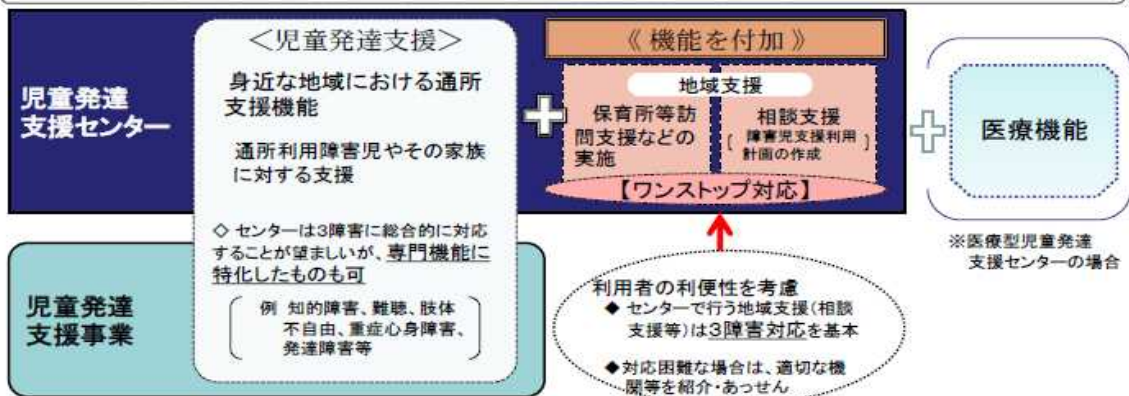 児童発達
支援センター
＜児童発達支援＞
身近な地域における通所
支援機能
通所利用障害児やその家族
に対する支援
◇ センターは3障害に総合的に対応
することが望ましいが、専門機能に
特化したものも可
例 知的障害、難聴、肢体
不自由、重症心身障害、
発達障害等
《 機能を付加 》
地域支援
保育所等訪
問支援などの
実施
相談支援
[ 障害児支援利用 ]
計画の作成
【ワンストップ対応】
医療機能
※医療型児童発達
支援センターの場合
児童発達
支援事業
利用者の利便性を考慮
◆ センターで行う地域支援(相談
支援等)は3障害対応を基本
◆対応困難な場合は、適切な機
関等を紹介・あっせん